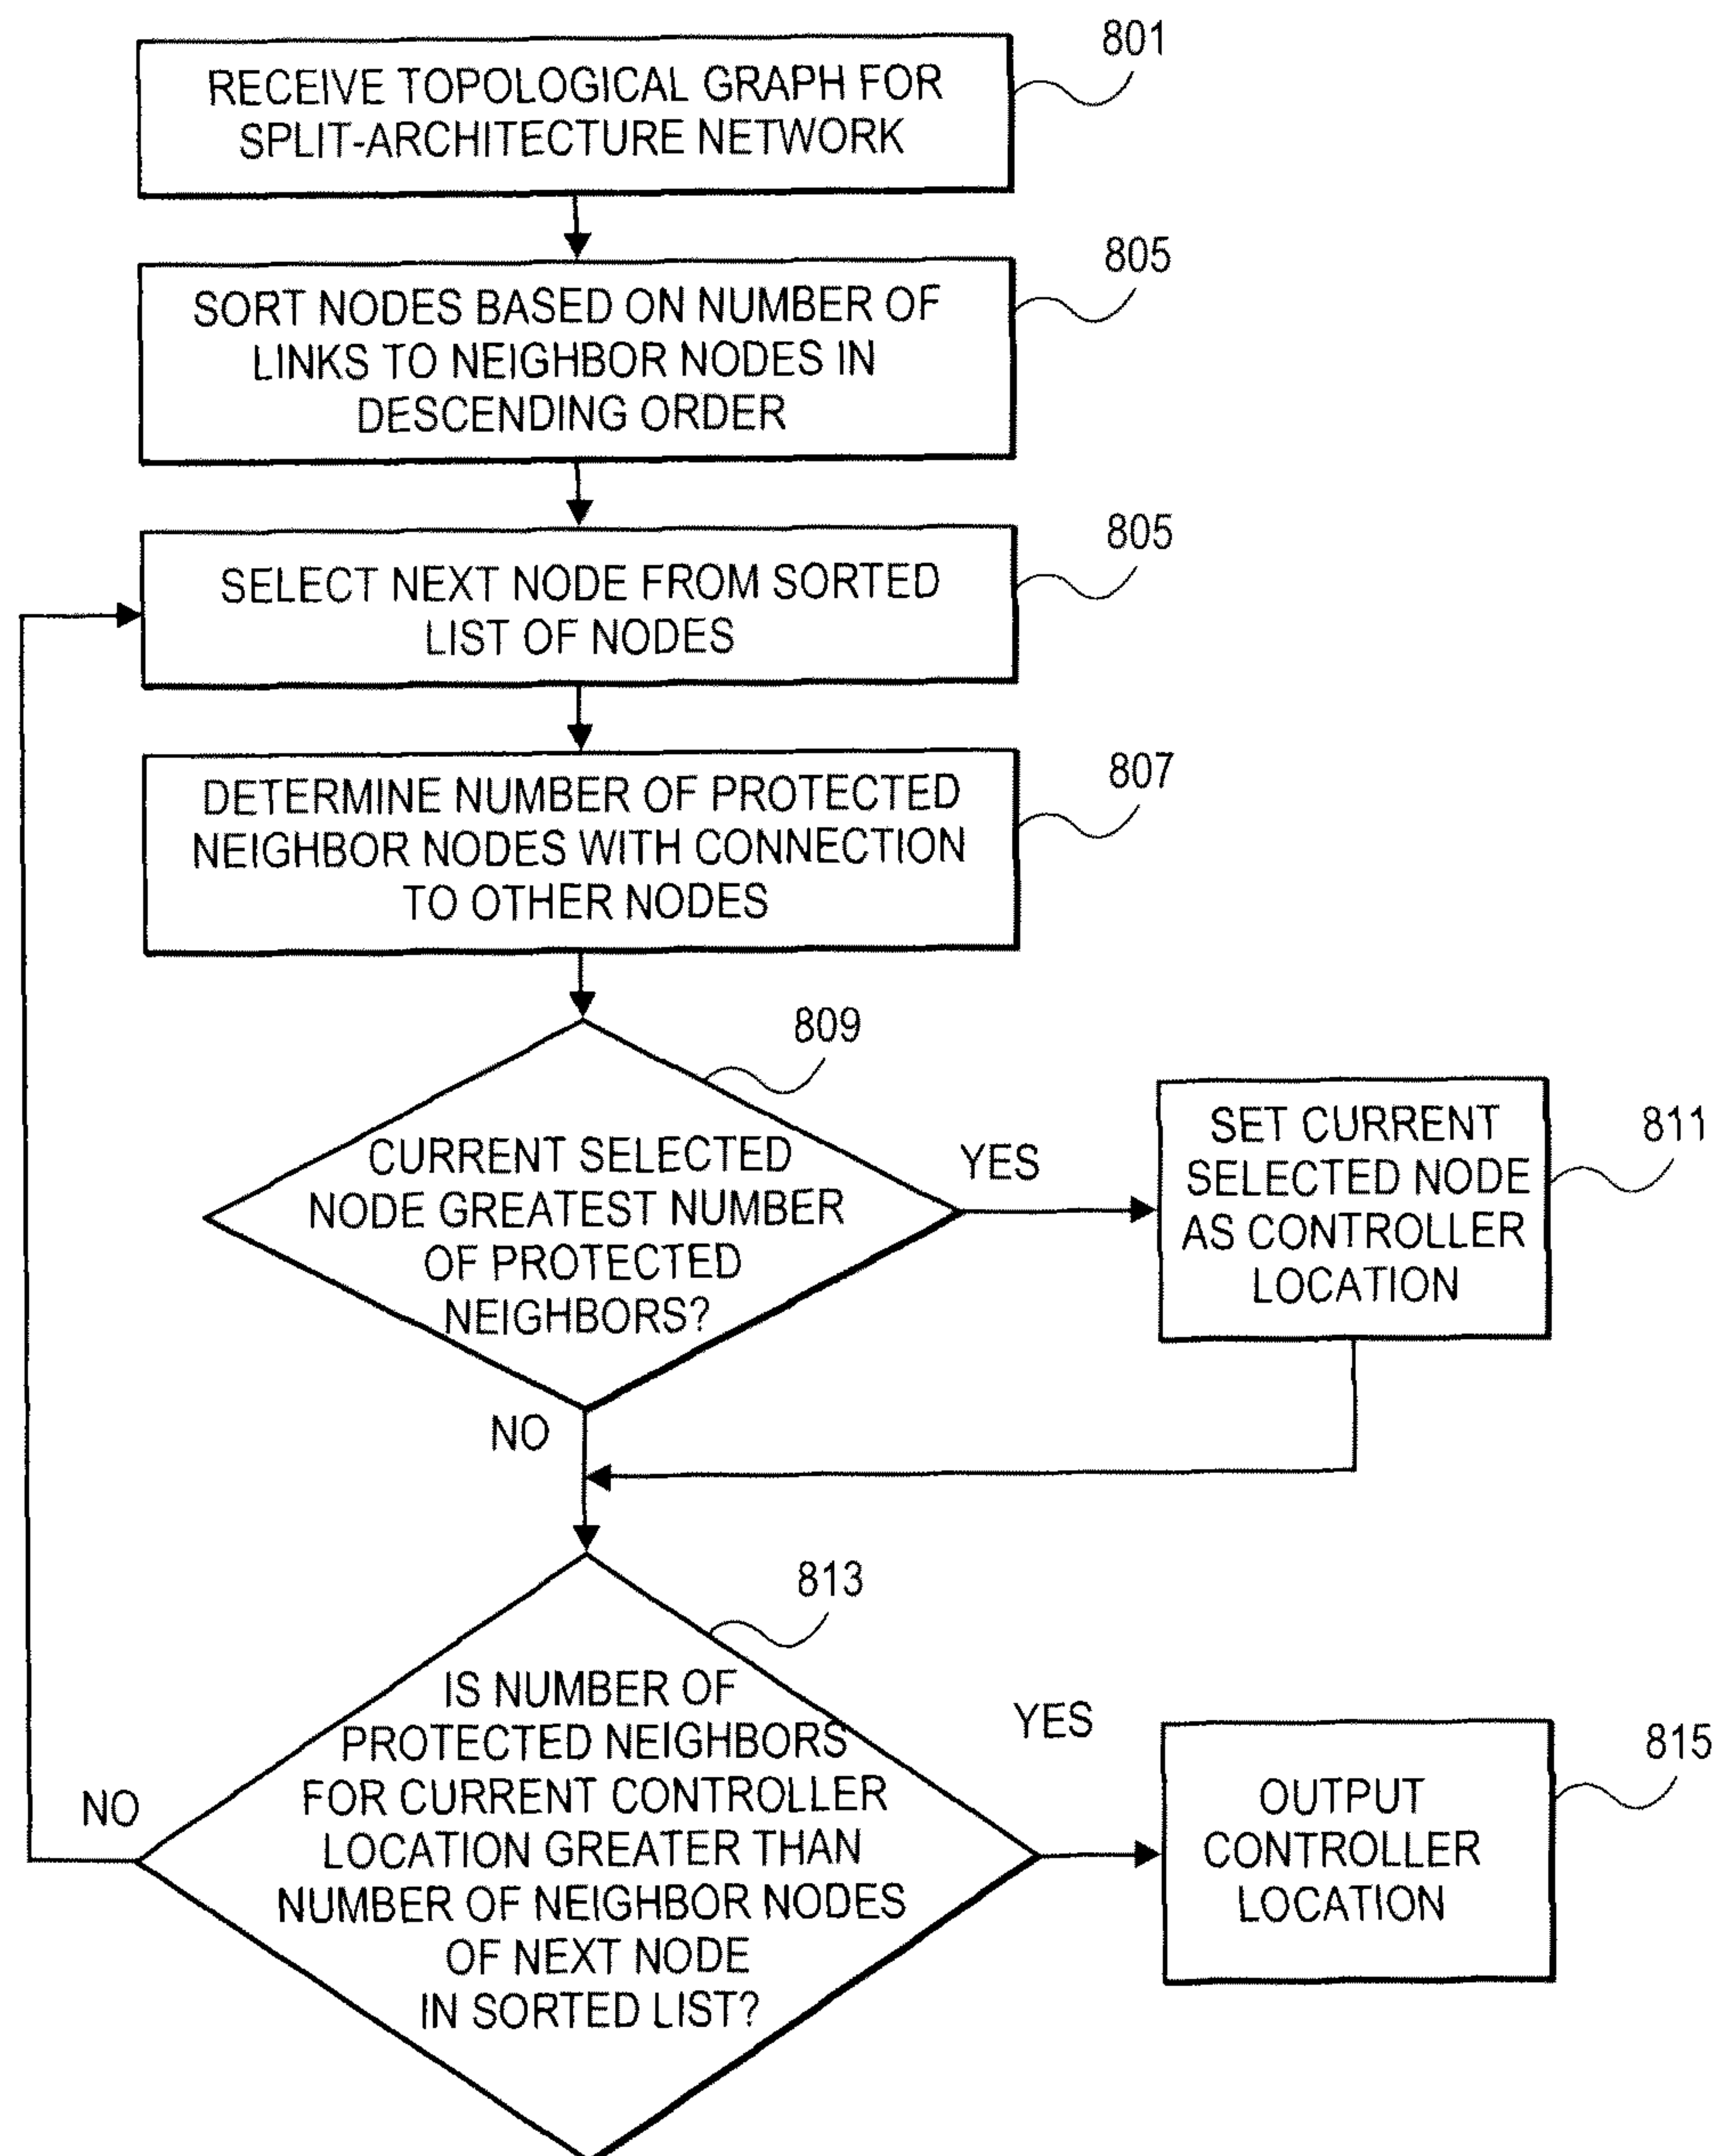 801
RECEIVE TOPOLOGICAL GRAPH FOR
SPLIT-ARCHITECTURE NETWORK
805
SORT NODES BASED ON NUMBER OF
LINKS TO NEIGHBOR NODES IN
DESCENDING ORDER
805
SELECT NEXT NODE FROM SORTED
LIST OF NODES
807
DETERMINE NUMBER OF PROTECTED
NEIGHBOR NODES WITH CONNECTION
TO OTHER NODES
809
CURRENT SELECTED
NODE GREATEST NUMBER
OF PROTECTED
NEIGHBORS?
YES
SET CURRENT
SELECTED NODE
AS CONTROLLER
LOCATION
811
NO
813
IS NUMBER OF
PROTECTED NEIGHBORS
FOR CURRENT CONTROLLER
LOCATION GREATER THAN
NUMBER OF NEIGHBOR NODES
OF NEXT NODE
IN SORTED LIST?
NO
YES
OUTPUT
CONTROLLER
LOCATION
815